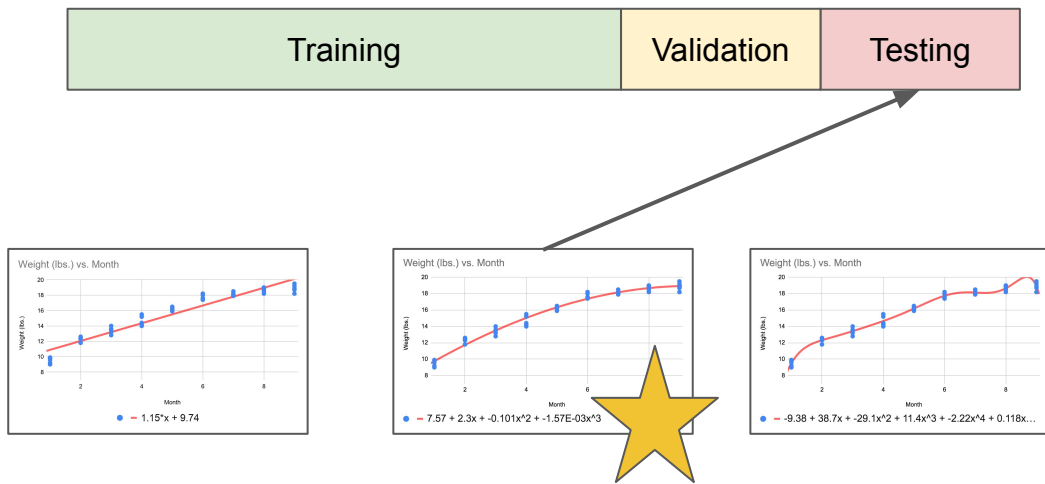 Training Validation Testing
Weight (lbs.) vs. Month
20
18
16
14
12
10
8
Weight (lbs.)
2 4 6 8
Month
1.15*x + 9.74
Weight (lbs.) vs. Month
20
18
16
14
12
10
8
Weight (lbs.)
2 4 6
Month
7.57 + 2.3x + -0.101x^2 + -1.57E-03x^3
Weight (lbs.) vs. Month
20
18
16
14
12
10
8
Weight (lbs.)
2 4 6 8
Month
-9.38 + 38.7x + -29.1x^2 + 11.4x^3 + -2.22x^4 + 0.118x…